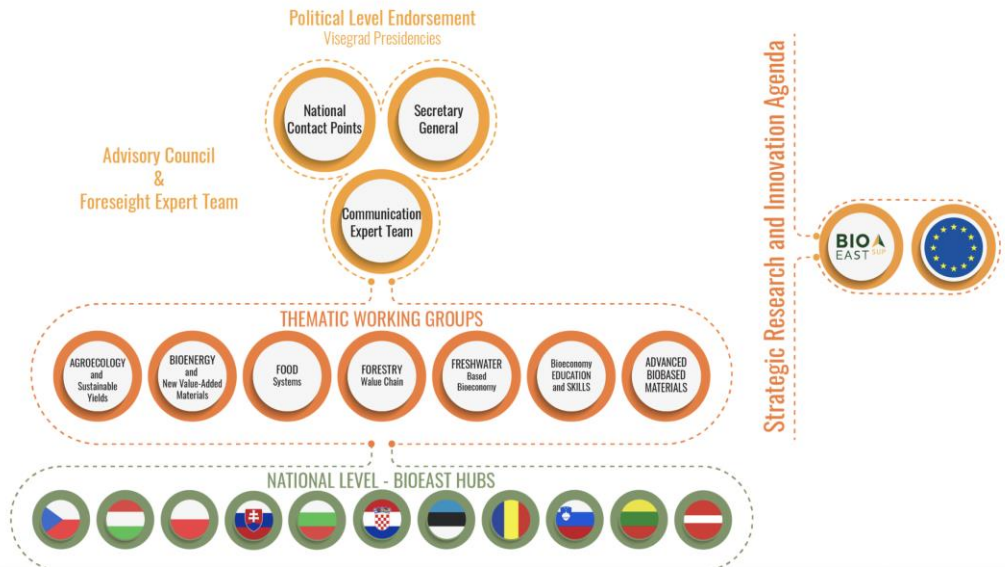 Political Level Endorsement
Visegrad Presidencies
National
Contact Points
Secretary
General
Advisory Council
&
Foresight Expert Team
Communication
Expert Team
THEMATIC WORKING GROUPS
AGROECOLOGY
and
Sustainable
Yields
BIOENERGY
and
New Value-Added
Materials
FOOD
Systems
FORESTRY
Walue Chain
FRESHWATER
Based
Bioeconomy
Bioeconomy
EDUCATION
and SKILLS
ADVANCED
BIOBASED
MATERIALS
NATIONAL LEVEL - BIOEAST HUBS
Strategic Research and Innovation Agenda
BIO
EAST SUP